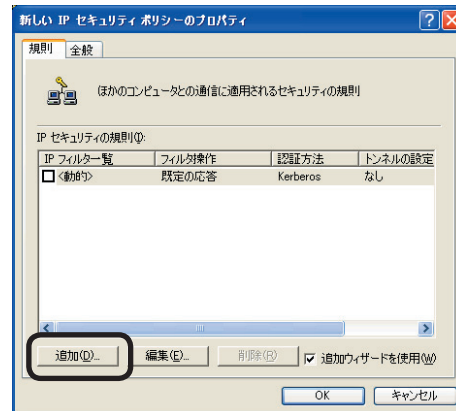 新しい IP セキュリティ ポリシーのプロパティ
規則 全般
ほかのコンピュータとの通信に適用されるセキュリティの規則
IP セキュリティの規則(I):
IP フィルタ一覧 フィルタ操作 認証方法 トンネルの設定
<動的> 既定の応答 Kerberos なし
追加(D)... 編集(E)... 削除(R) 追加ウィザードを使用(W)
OK キャンセル